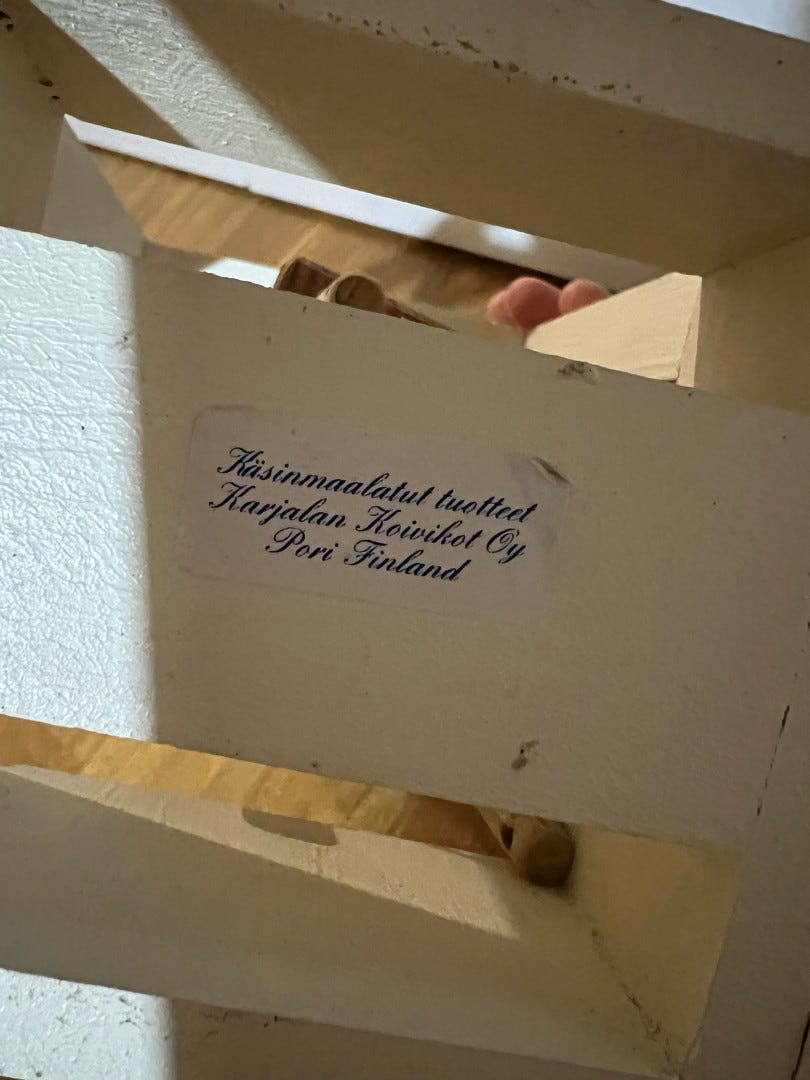 Käsinmaalatut tuotteet
Karjalan Koivikot Oy
Pori Finland